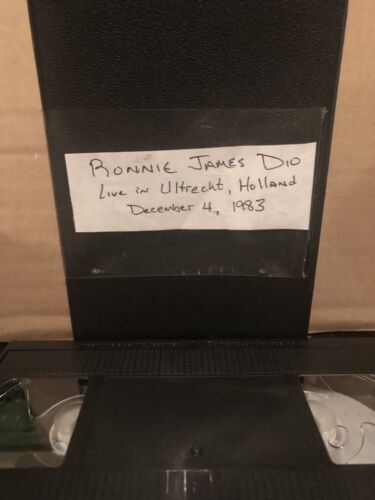 RONNIE JAMES DIO
LIVE IN Ultrecht, Holland
December 4., 1983